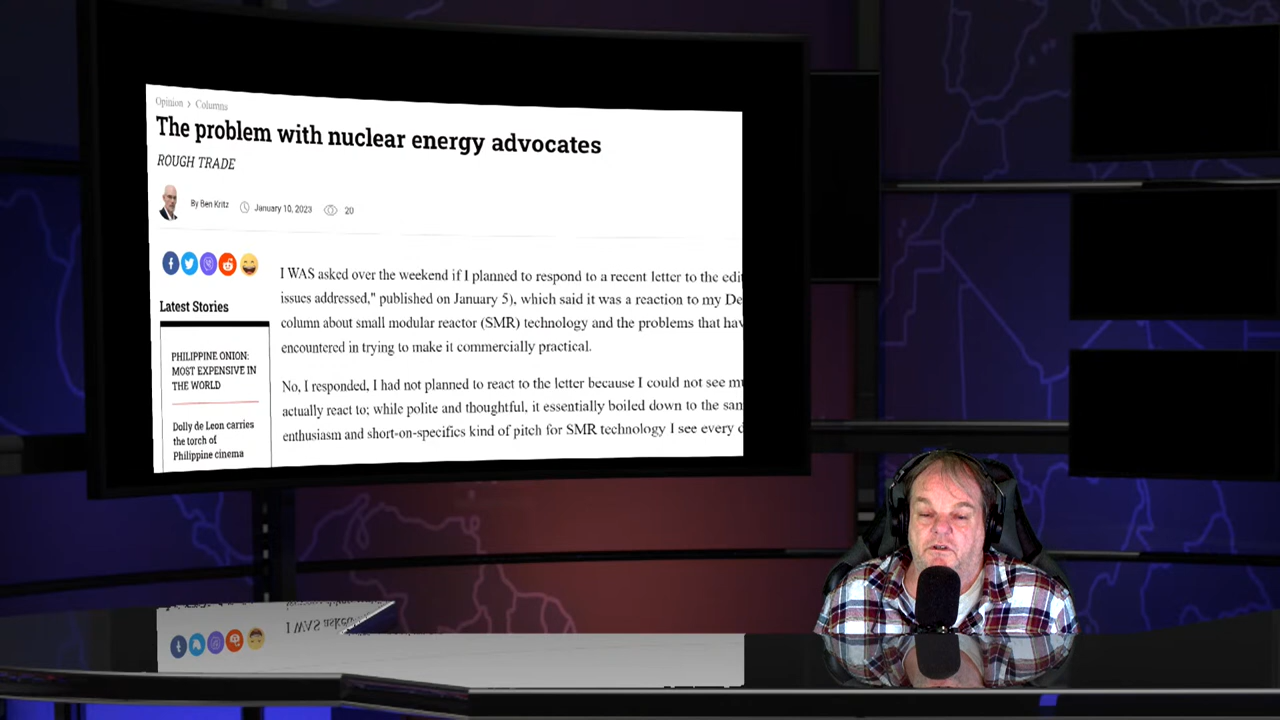 Opinion > Columns
The problem with nuclear energy advocates
ROUGH TRADE
By Ben Kritz January 10, 2023 20
I WAS asked over the weekend if I planned to respond to a recent letter to the edit
issues addressed," published on January 5), which said it was a reaction to my De
column about small modular reactor (SMR) technology and the problems that hav
encountered in trying to make it commercially practical.
No, I responded, I had not planned to react to the letter because I could not see
actually react to; while polite and thoughtful, it essentially boiled down to the sam
enthusiasm and short-on-specifics kind of pitch for SMR technology I see every
Latest Stories
PHILIPPINE ONION:
MOST EXPENSIVE IN
THE WORLD
Dolly de Leon carries
the torch of
Philippine cinema
I WAS asked